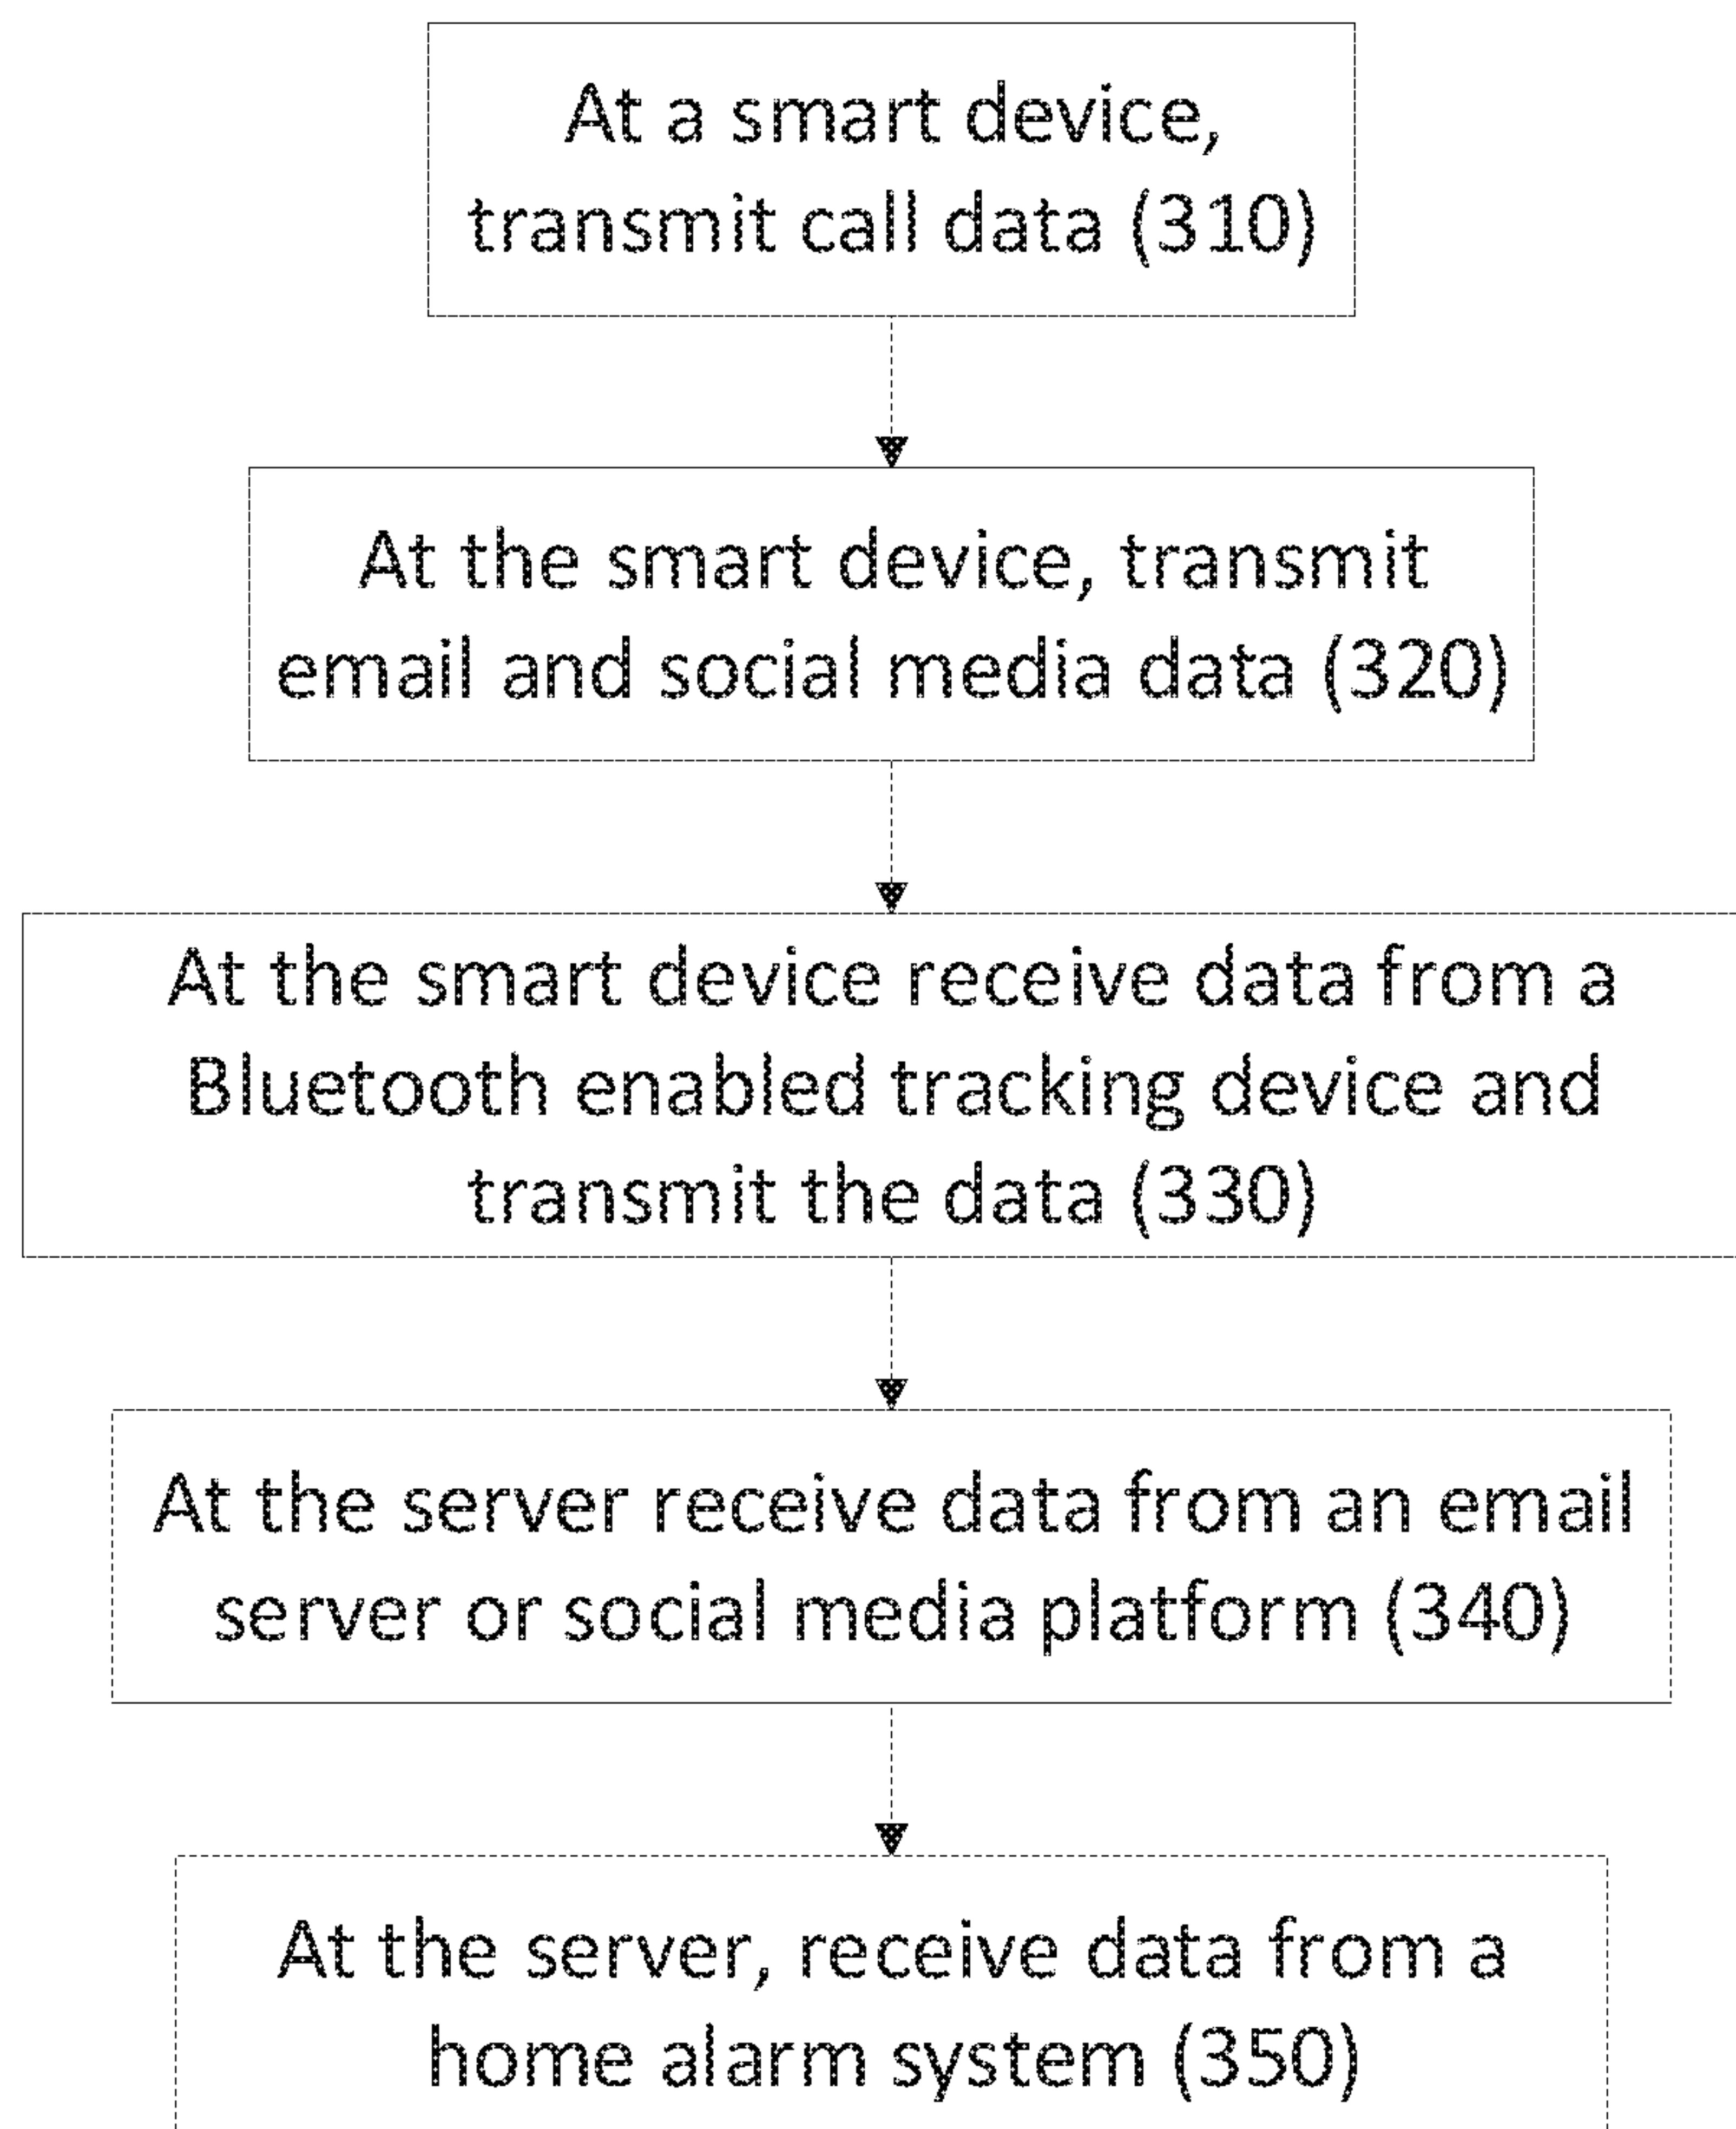 At a smart device,
transmit call data (310)
At the smart device, transmit
email and social media data (320)
At the smart device receive data from a
Bluetooth enabled tracking device and
transmit the data (330)
At the server receive data from an email
server or social media platform (340)
At the server, receive data from a
home alarm system (350)